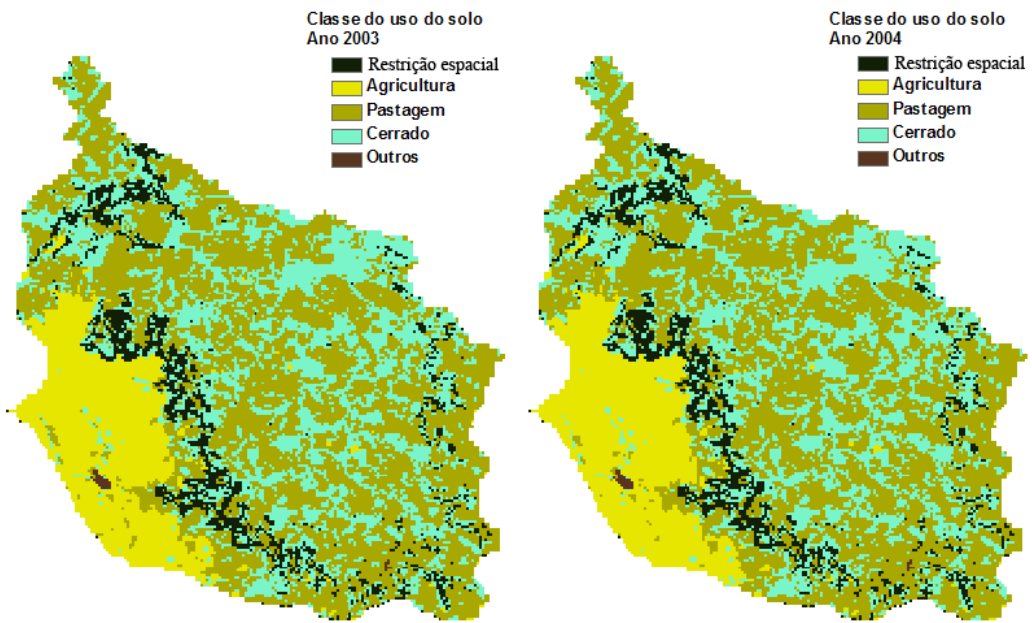 Classe do uso do solo
Ano 2003
Restrição espacial
Agricultura
Pastagem
Cerrado
Outros
Classe do uso do solo
Ano 2004
Restrição espacial
Agricultura
Pastagem
Cerrado
Outros